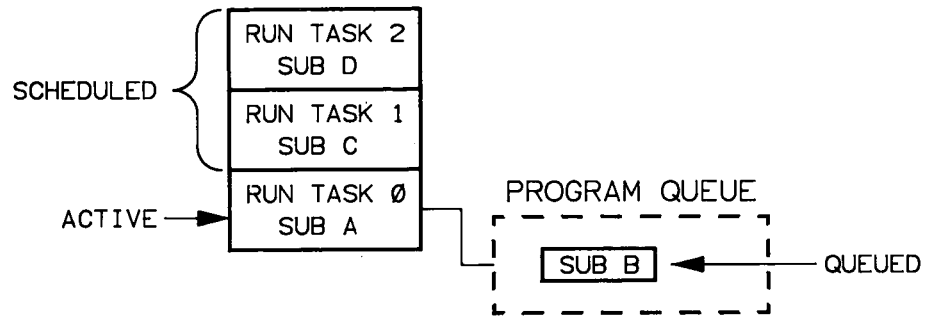 RUN TASK 2
SUB D
SCHEDULED
RUN TASK 1
SUB C
RUN TASK Ø
SUB A
ACTIVE
PROGRAM QUEUE
SUB B
QUEUED